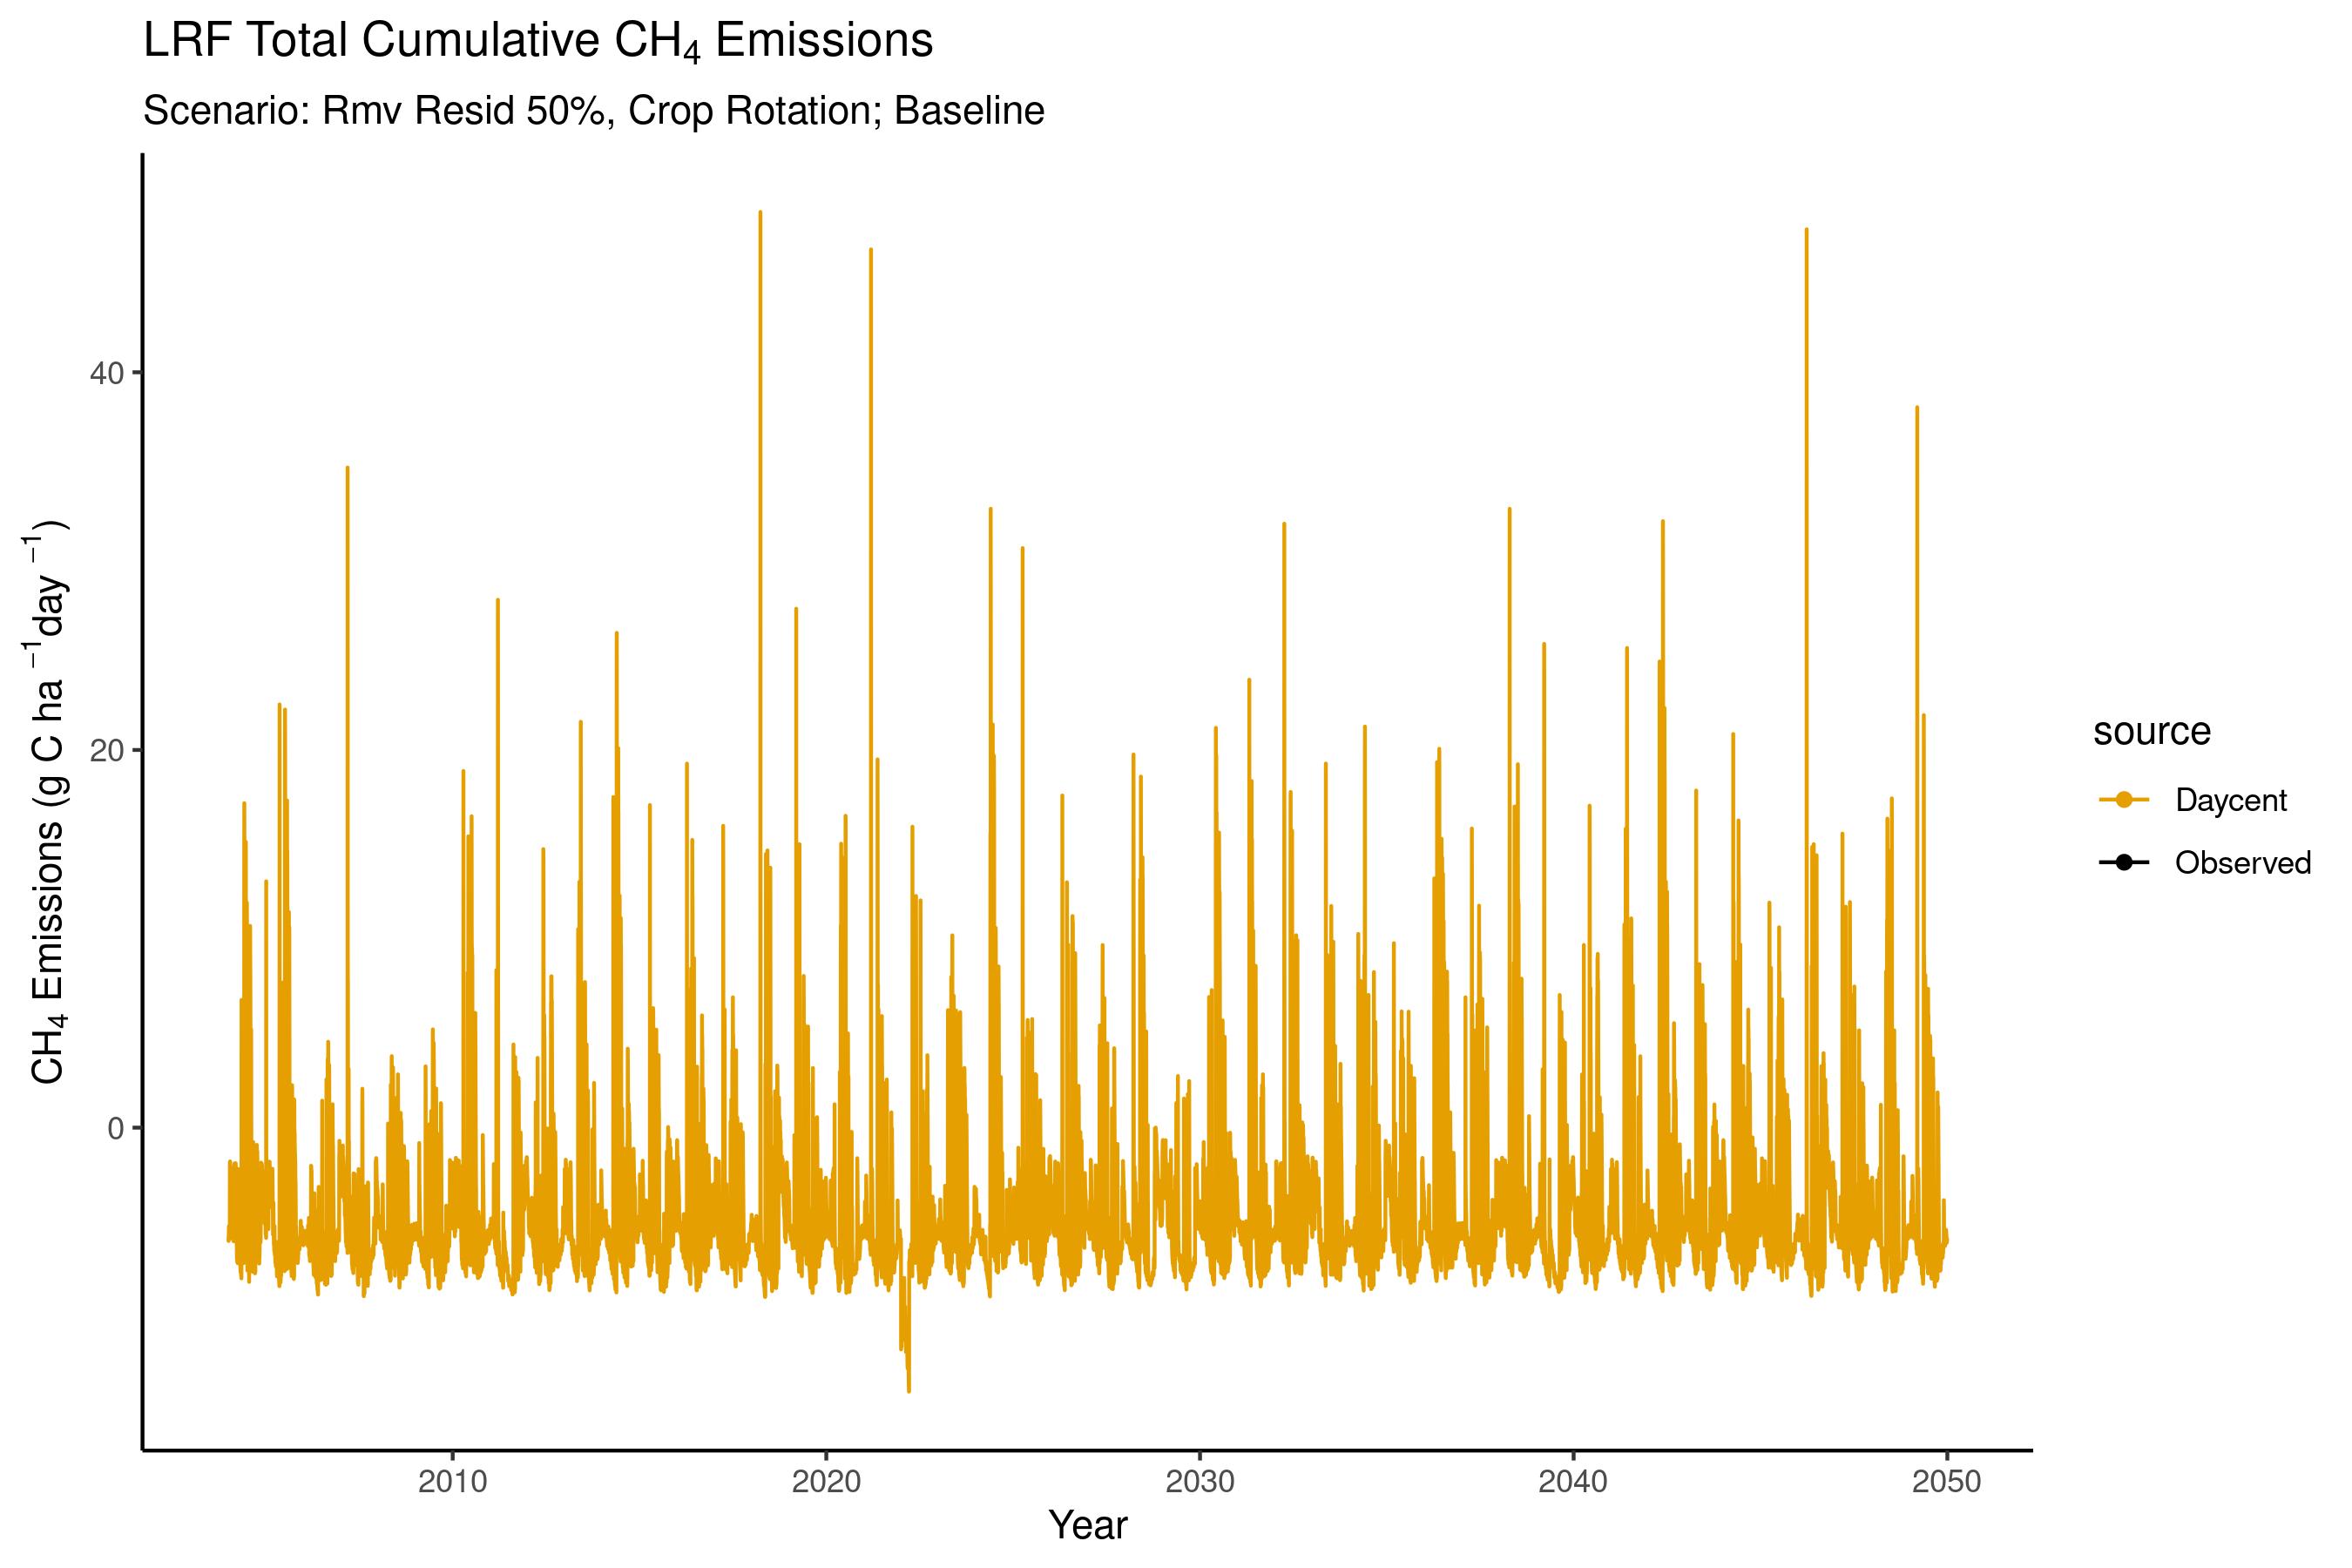 LRF Total Cumulative CH₄ Emissions
Scenario: Rmv Resid 50%, Crop Rotation; Baseline
CH₄ Emissions (g C ha ⁻¹day ⁻¹)
40
20
0
2010 2020 2030 2040 2050
Year
source
Daycent
Observed